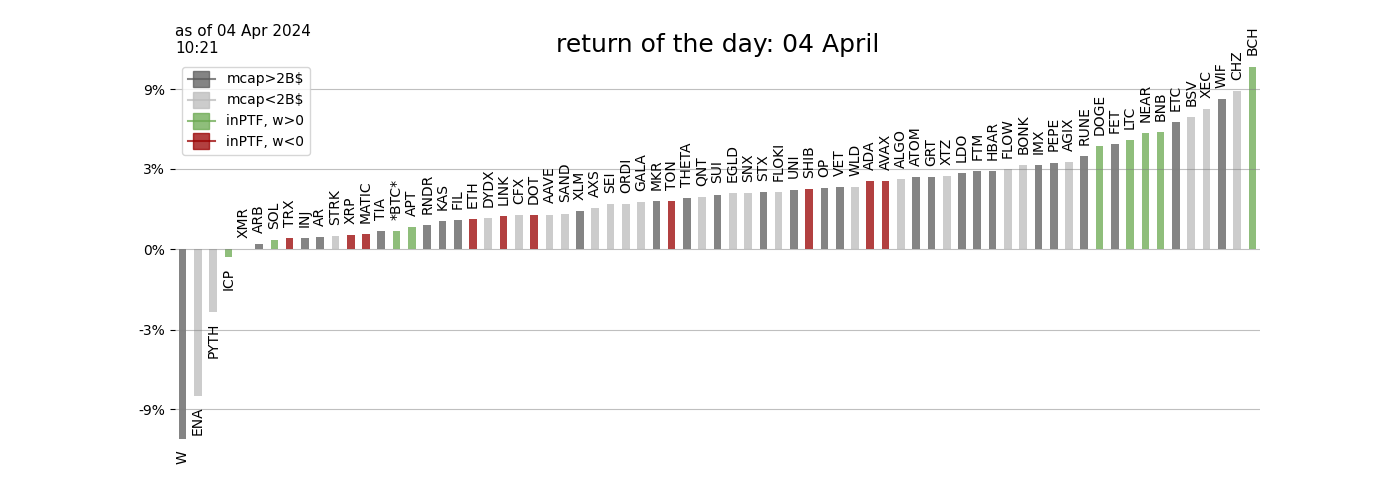 as of 04 Apr 2024
10:21
return of the day: 04 April
mcap>2B$
mcap<2B$
inPTF, w>0
inPTF, w<0
9%
3%
0%
-3%
-9%
W
ENA
PYTH
ICP
XMR
ARB
SOL
TRX
INJ
AR
STRK
XRP
MATIC
TIA
*BTC*
APT
RNDR
KAS
FIL
ETH
DYDX
LINK
CFX
DOT
AAVE
SAND
XLM
AXS
SEI
ORDI
GALA
MKR
TON
THETA
QNT
SUI
EGLD
SNX
STX
FLOKI
UNI
SHIB
OP
VET
WLD
ADA
AVAX
ALGO
ATOM
GRT
XTZ
LDO
FTM
HBAR
FLOW
BONK
IMX
PEPE
AGIX
RUNE
DOGE
FET
LTC
NEAR
BNB
ETC
BSV
XEC
WIF
CHZ
BCH